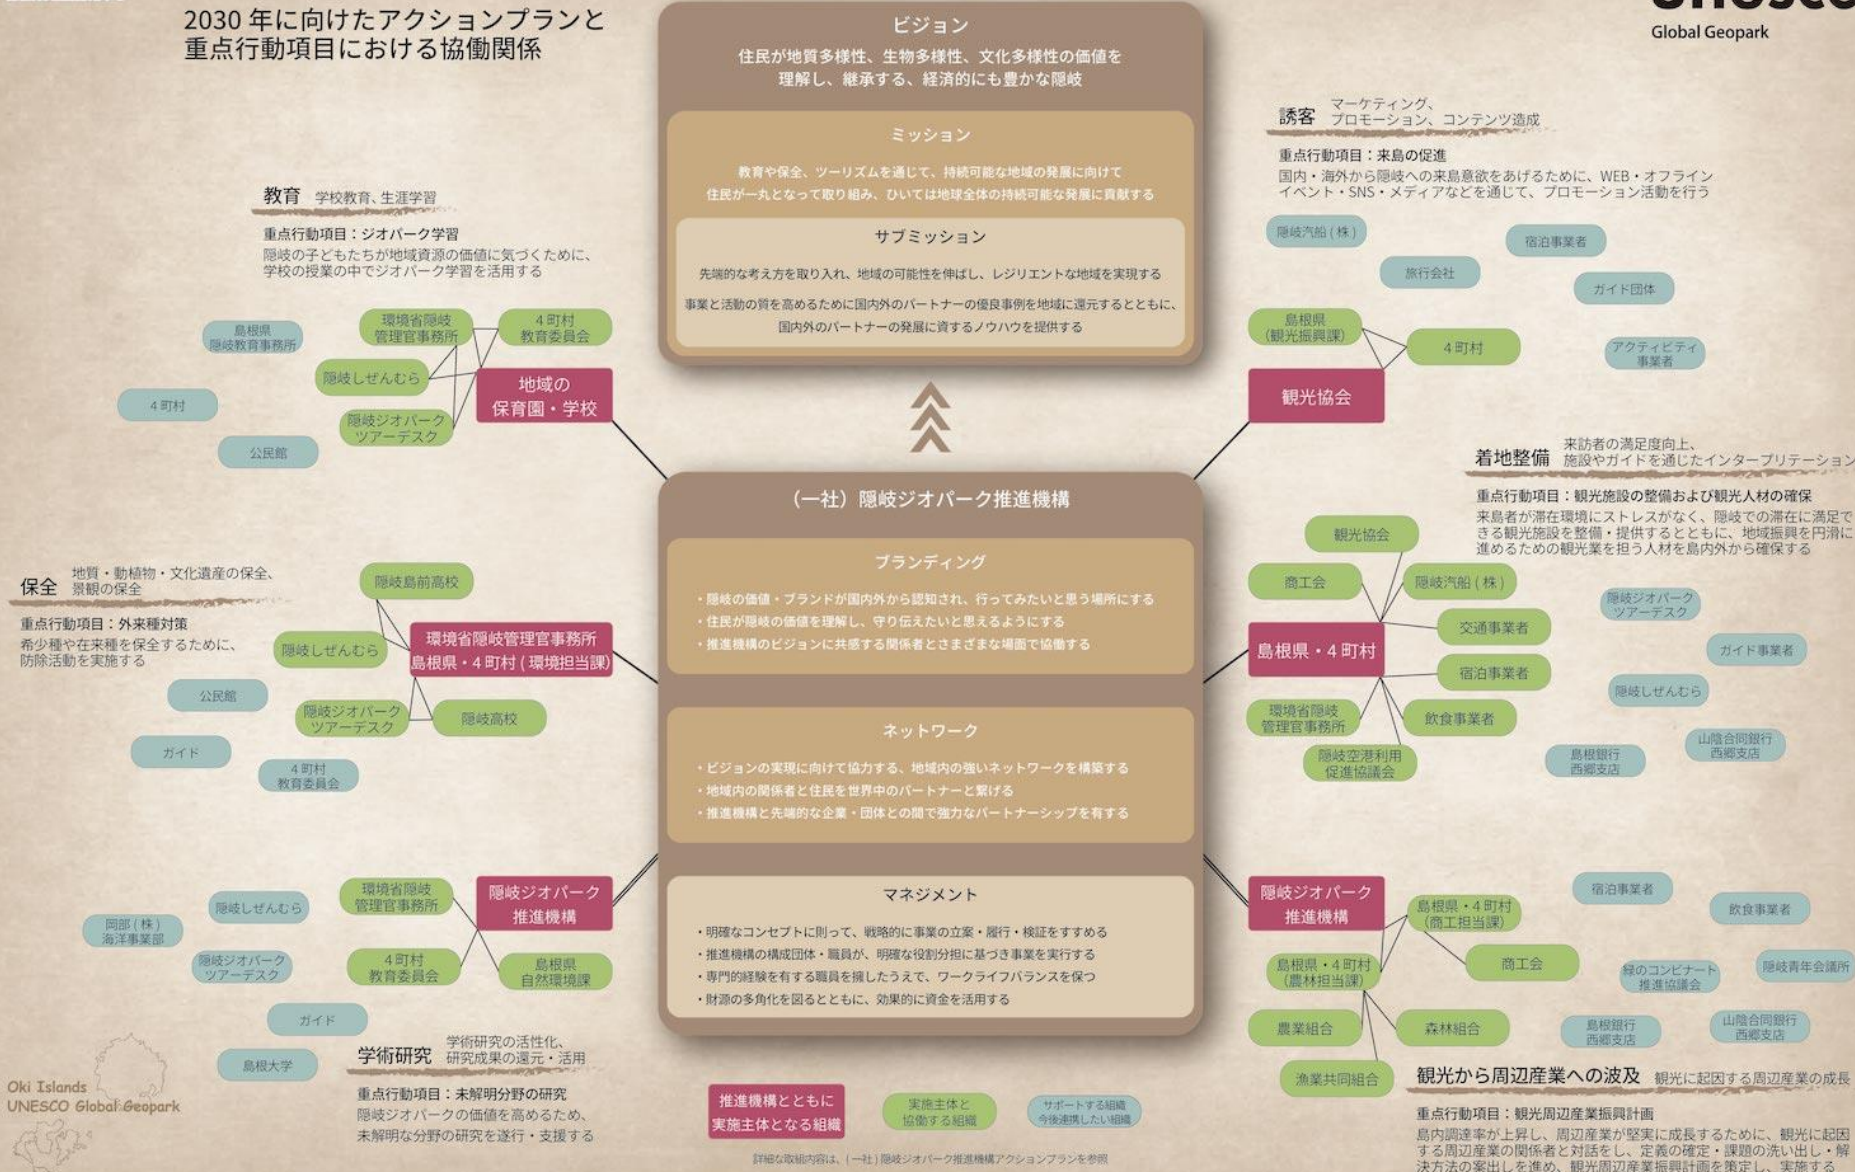 2030 年に向けたアクションプランと
重点行動項目における協働関係
unesco
Global Geopark
ビジョン
住民が地質多様性、生物多様性、文化多様性の価値を
理解し、継承する、経済的にも豊かな隠岐
ミッション
教育や保全、ツーリズムを通じて、持続可能な地域の発展に向けて
住民が一丸となって取り組み、ひいては地球全体の持続可能な発展に貢献する
サブミッション
先端的な考え方を取り入れ、地域の可能性を伸ばし、レジリエントな地域を実現する
事業と活動の質を高めるために国内外のパートナーの優良事例を地域に還元するとともに、
国内外のパートナーの発展に資するノウハウを提供する
教育 学校教育、生涯学習
重点行動項目：ジオパーク学習
隠岐の子どもたちが地域資源の価値に気づくために、
学校の授業の中でジオパーク学習を活用する
島根県
隠岐教育事務所
環境省隠岐
管理官事務所
４町村
教育委員会
隠岐しぜんむら
地域の
保育園・学校
４町村
隠岐ジオパーク
ツアーデスク
公民館
誘客 マーケティング、
プロモーション、コンテンツ造成
重点行動項目：来島の促進
国内・海外から隠岐への来島意欲をあげるために、WEB・オフライン
イベント・SNS・メディアなどを通じて、プロモーション活動を行う
隠岐汽船 ( 株 )
宿泊事業者
旅行会社
ガイド団体
島根県
（観光振興課）
４町村
アクティビティ
事業者
観光協会
（一社）隠岐ジオパーク推進機構
ブランディング
・隠岐の価値・ブランドが国内外から認知され、行ってみたいと思う場所にする
・住民が隠岐の価値を理解し、守り伝えたいと思えるようにする
・推進機構のビジョンに共感する関係者とさまざまな場面で協働する
ネットワーク
・ビジョンの実現に向けて協力する、地域内の強いネットワークを構築する
・地域内の関係者と住民を世界中のパートナーと繋げる
・推進機構と先端的な企業・団体との間で強力なパートナーシップを有する
マネジメント
・明確なコンセプトに則って、戦略的に事業の立案・履行・検証をすすめる
・推進機構の構成団体・職員が、明確な役割分担に基づき事業を実行する
・専門的経験を有する職員を擁したうえで、ワークライフバランスを保つ
・財源の多角化を図るとともに、効果的に資金を活用する
保全 地質・動植物・文化遺産の保全、
景観の保全
重点行動項目：外来種対策
希少種や在来種を保全するために、
防除活動を実施する
隠岐島前高校
隠岐しぜんむら
環境省隠岐管理官事務所
島根県・４町村 ( 環境担当課 )
公民館
隠岐ジオパーク
ツアーデスク
隠岐高校
ガイド
４町村
教育委員会
着地整備 来訪者の満足度向上、
施設やガイドを通じたインタープリテーション
重点行動項目：観光施設の整備および観光人材の確保
来島者が滞在環境にストレスがなく、隠岐での滞在に満足で
きる観光施設を整備・提供するとともに、地域振興を円滑に
進めるための観光業を担う人材を島内外から確保する
観光協会
商工会
隠岐汽船 ( 株 )
隠岐ジオパーク
ツアーデスク
交通事業者
島根県・４町村
ガイド事業者
宿泊事業者
隠岐しぜんむら
環境省隠岐
管理官事務所
飲食事業者
隠岐空港利用
促進協議会
島根銀行
西郷支店
山陰合同銀行
西郷支店
環境省隠岐
管理官事務所
隠岐ジオパーク
推進機構
隠岐しぜんむら
岡部 ( 株 )
海洋事業部
隠岐ジオパーク
ツアーデスク
４町村
教育委員会
島根県
自然環境課
ガイド
島根大学
学術研究 学術研究の活性化、
研究成果の還元・活用
重点行動項目：未解明分野の研究
隠岐ジオパークの価値を高めるため、
未解明な分野の研究を遂行・支援する
Oki Islands
UNESCO Global Geopark
隠岐ジオパーク
推進機構
島根県・４町村
（商工担当課）
宿泊事業者
飲食事業者
島根県・４町村
（農林担当課）
商工会
緑のコンビナート
推進協議会
隠岐青年会議所
農業組合
森林組合
島根銀行
西郷支店
山陰合同銀行
西郷支店
漁業共同組合
観光から周辺産業への波及 観光に起因する周辺産業の成長
重点行動項目：観光周辺産業振興計画
島内調達率が上昇し、周辺産業が堅実に成長するために、観光に起因
する周辺産業の関係者と対話をし、定義の確定・課題の洗い出し・解
決方法の案出しを進め、観光周辺産業振興計画を策定し、実施する
推進機構とともに
実施主体となる組織
実施主体と
協働する組織
サポートする組織
今後連携したい組織
詳細な取組内容は、( 一社 ) 隠岐ジオパーク推進機構アクションプランを参照